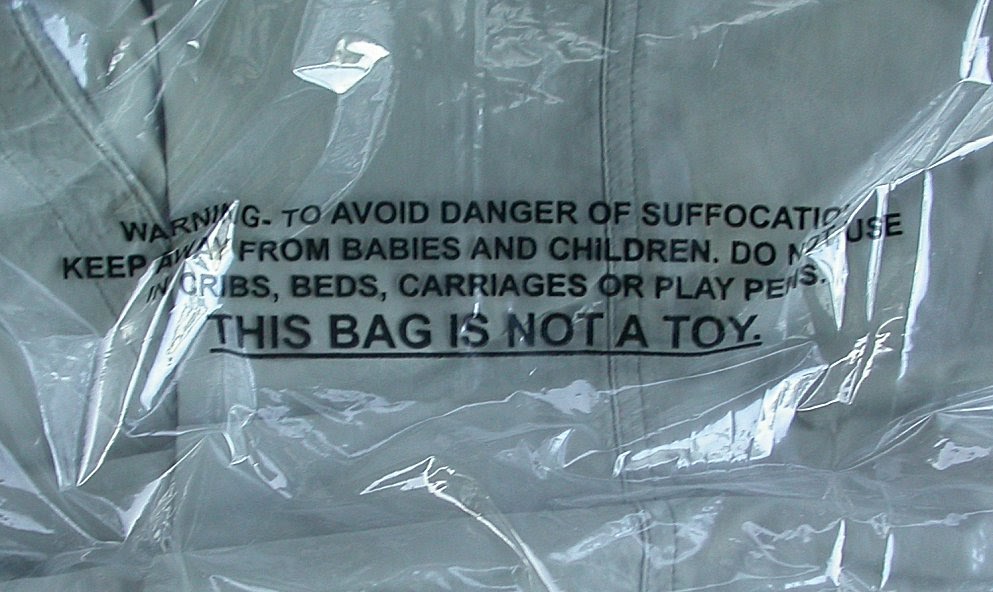 WARNING- TO AVOID DANGER OF SUFFOCATION
KEEP AWAY FROM BABIES AND CHILDREN. DO NOT USE
IN CRIBS, BEDS, CARRIAGES OR PLAY PENS.
THIS BAG IS NOT A TOY.